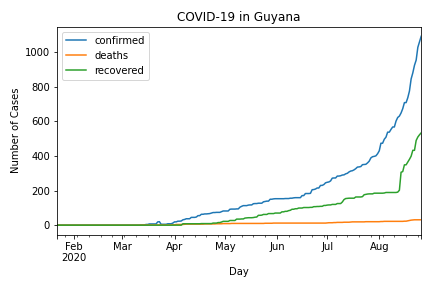 COVID-19 in Guyana
confirmed
deaths
recovered
Number of Cases
1000
800
600
400
200
0
Feb Mar Apr May Jun Jul Aug
2020
Day